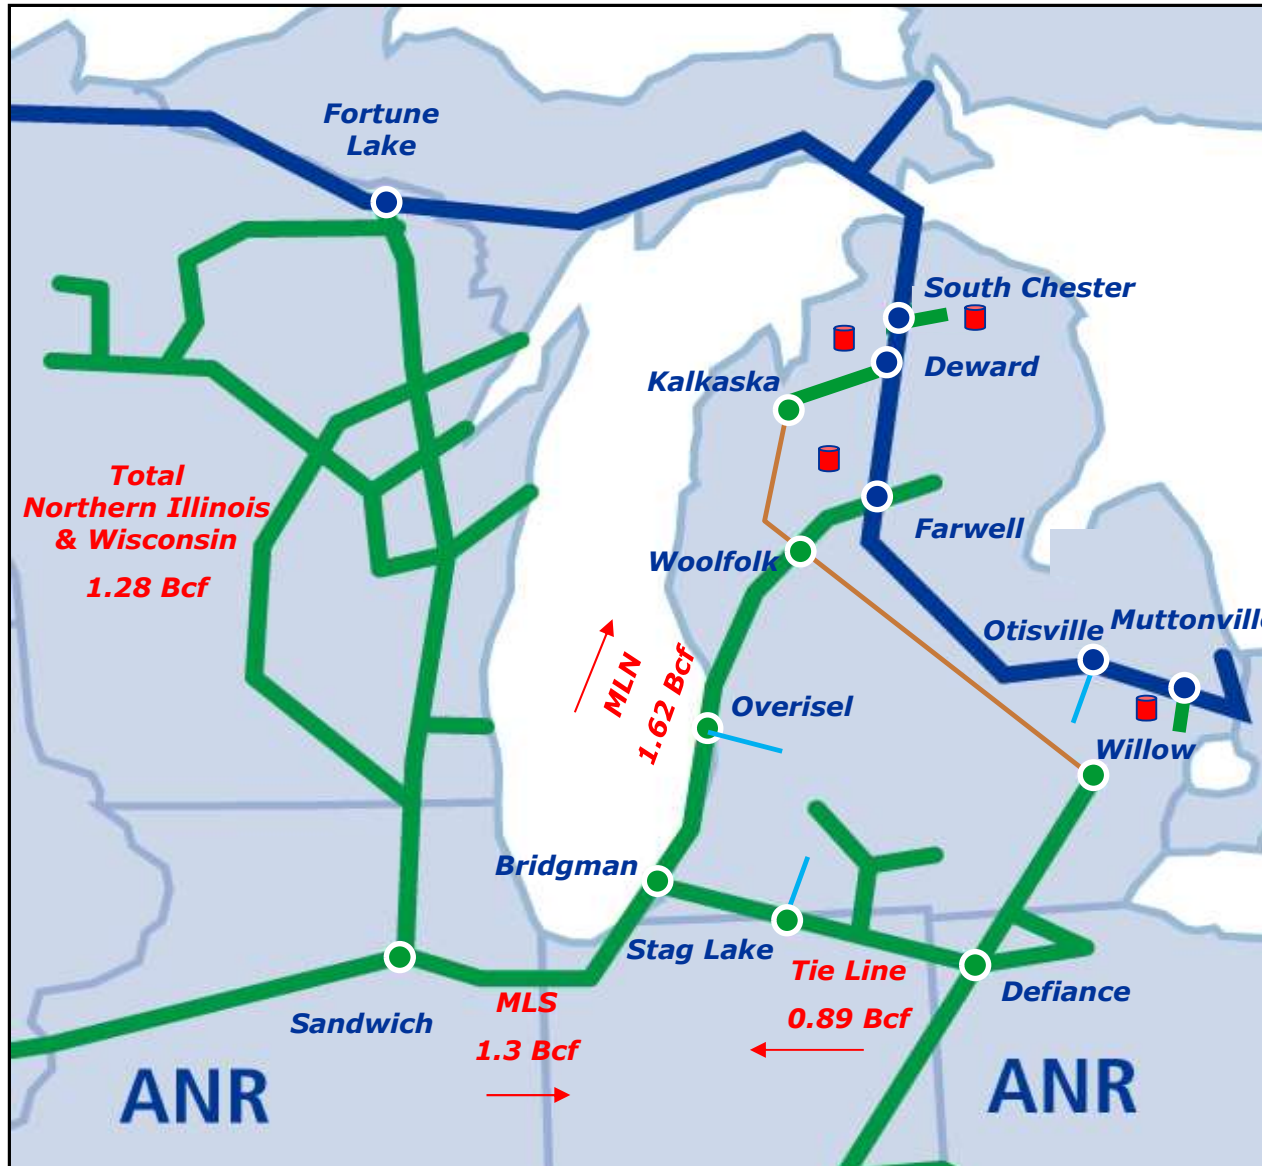 Fortune
Lake
South Chester
Deward
Kalkaska
Total
Northern Illinois
& Wisconsin
1.28 Bcf
Farwell
Woolfolk
Otisville
Muttonville
MLN
1.62 Bcf
Overisel
Willow
Bridgman
Stag Lake
Tie Line
0.89 Bcf
Defiance
MLS
1.3 Bcf
Sandwich
ANR
ANR